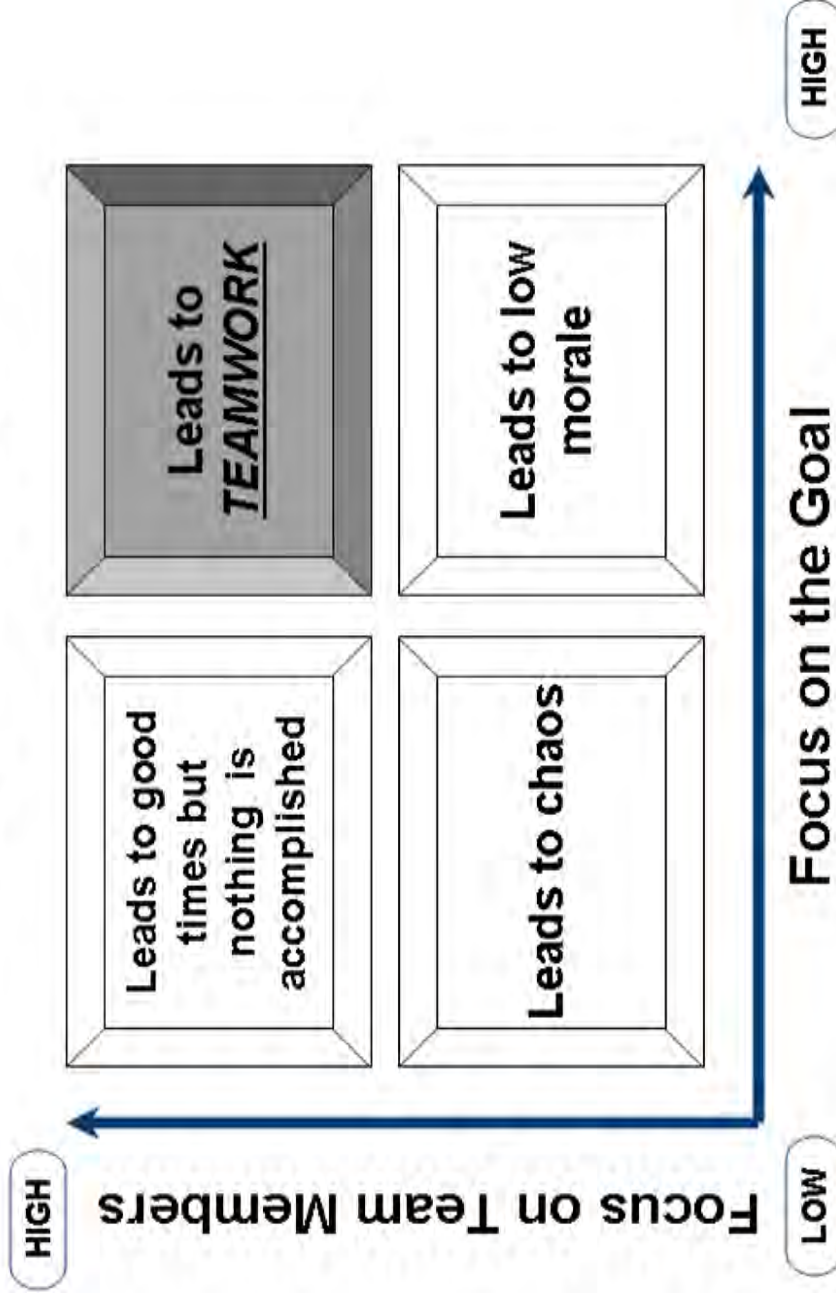 HIGH
Focus on Team Members
Leads to good
times but
nothing is
accomplished
Leads to
TEAMWORK
Leads to chaos
Leads to low
morale
LOW
Focus on the Goal
HIGH